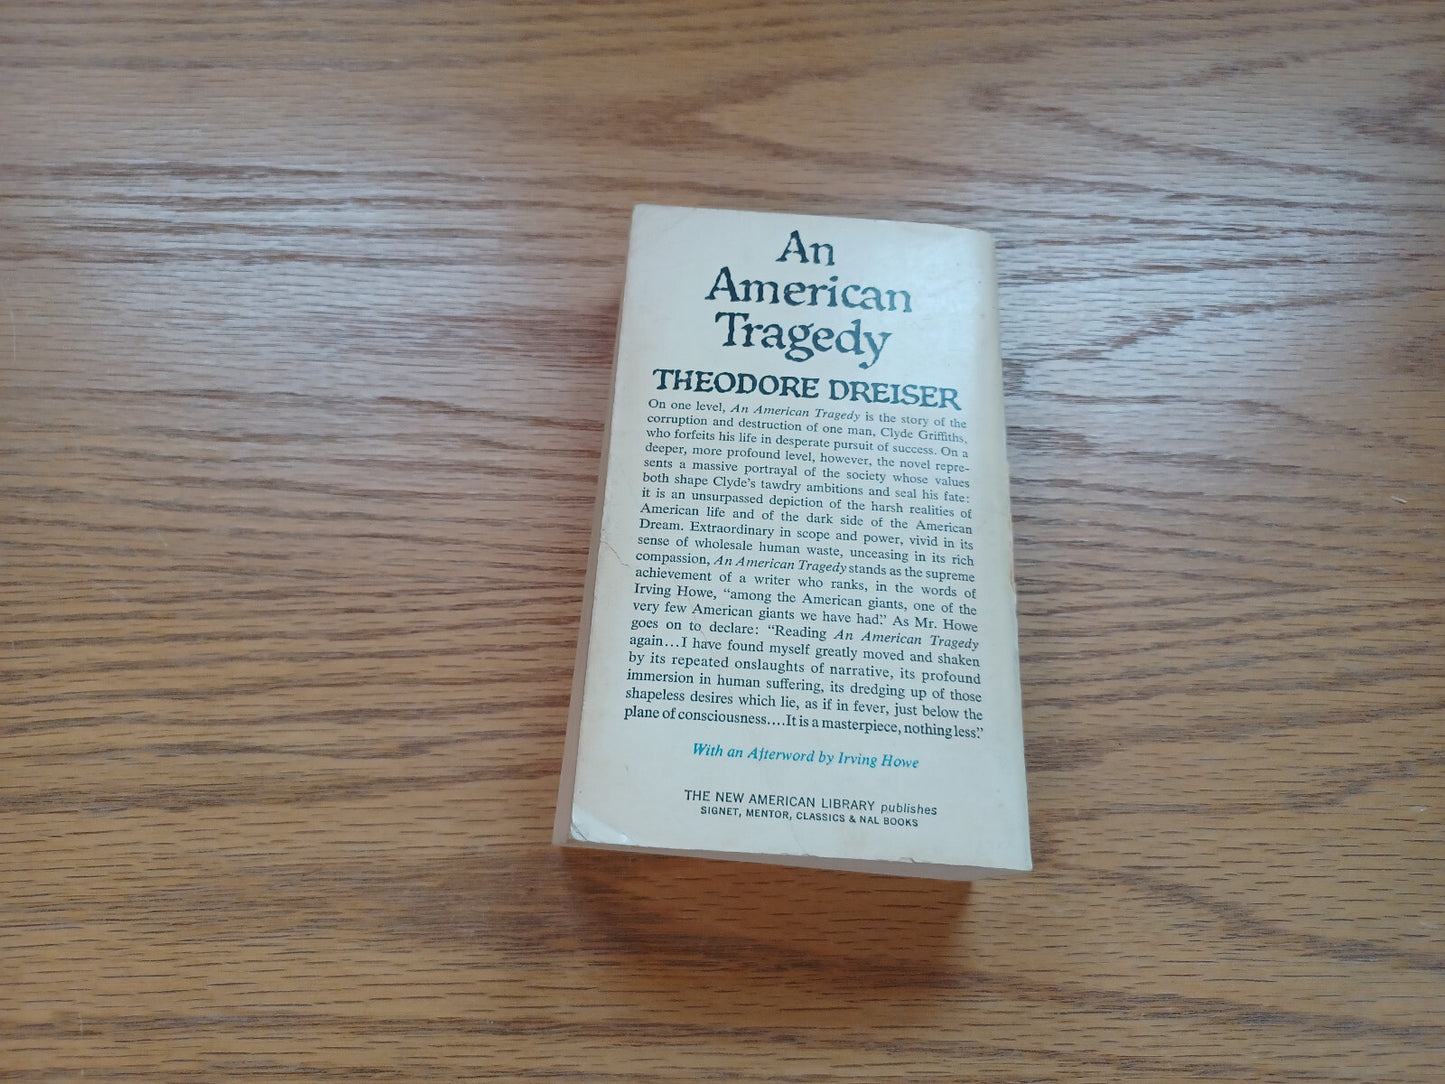 An
American
Tragedy
THEODORE DREISER
On one level, An American Tragedy is the story of the
corruption and destruction of one man, Clyde Griffiths,
who forfeits his life in desperate pursuit of success. On a
deeper, more profound level, however, the novel repre-
sents a massive portrayal of the society whose values
both shape Clyde's tawdry ambitions and seal his fate:
it is an unsurpassed depiction of the harsh realities of
American life and of the dark side of the American
Dream. Extraordinary in scope and power, vivid in its
sense of wholesale human waste, unceasing in its rich
compassion, An American Tragedy stands as the supreme
achievement of a writer who ranks, in the words of
Irving Howe, “among the American giants, one of the
very few American giants we have had.” As Mr. Howe
goes on to declare: “Reading An American Tragedy
again...I have found myself greatly moved and shaken
by its repeated onslaughts of narrative, its profound
immersion in human suffering, its dredging up of those
shapeless desires which lie, as if in fever, just below the
plane of consciousness....It is a masterpiece, nothing less.”
With an Afterword by Irving Howe
THE NEW AMERICAN LIBRARY publishes
SIGNET, MENTOR, CLASSICS & NAL BOOKS